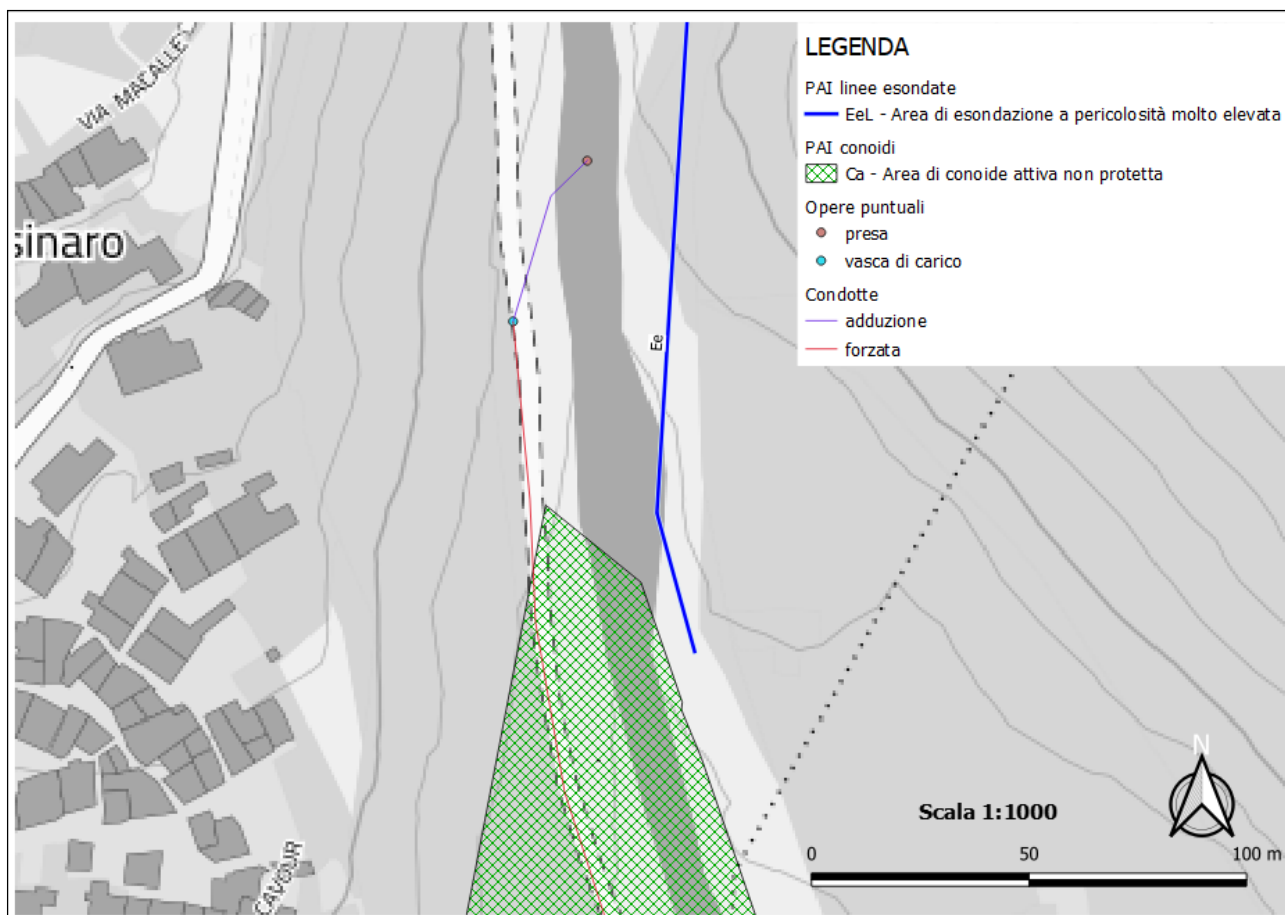 VIA MACALLE'
sinaro
CAVOUR
Ee
LEGENDA
PAI linee esondate
EeL - Area di esondazione a pericolosità molto elevata
PAI conoidi
Ca - Area di conoide attiva non protetta
Opere puntuali
presa
vasca di carico
Condotte
adduzione
forzata
N
Scala 1:1000
0 50 100 m